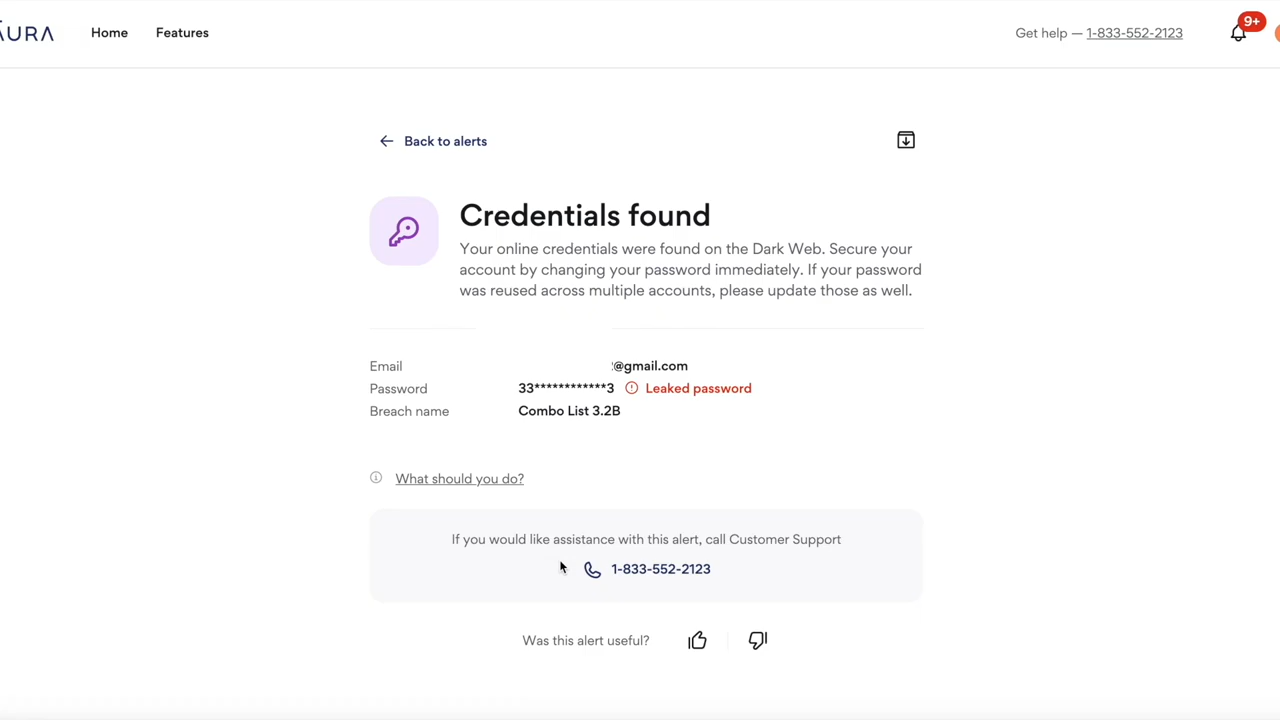 AURA
Home
Features
Get help — 1-833-552-2123
9+
Back to alerts
Credentials found
Your online credentials were found on the Dark Web. Secure your
account by changing your password immediately. If your password
was reused across multiple accounts, please update those as well.
Email @gmail.com
Password 33************3 Leaked password
Breach name Combo List 3.2B
What should you do?
If you would like assistance with this alert, call Customer Support
1-833-552-2123
Was this alert useful?